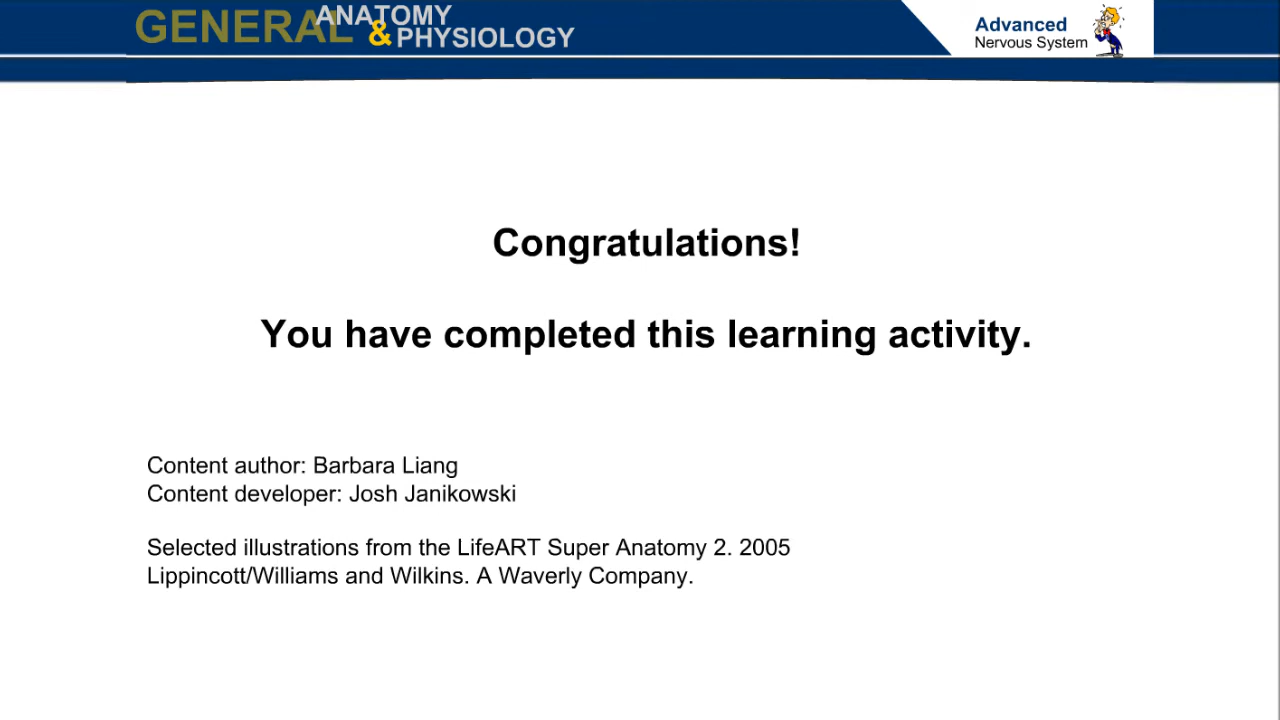 GENERAL ANATOMY
& PHYSIOLOGY
Advanced
Nervous System
Congratulations!
You have completed this learning activity.
Content author: Barbara Liang
Content developer: Josh Janikowski
Selected illustrations from the LifeART Super Anatomy 2. 2005
Lippincott/Williams and Wilkins. A Waverly Company.